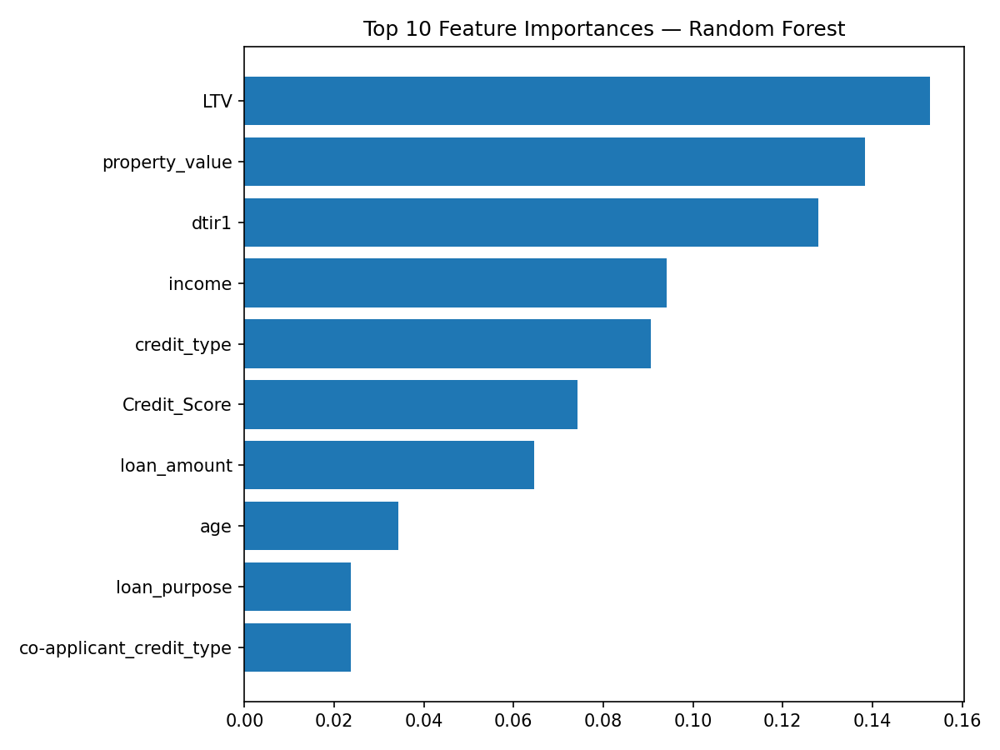 Top 10 Feature Importances — Random Forest
LTV
property_value
dtir1
income
credit_type
Credit_Score
loan_amount
age
loan_purpose
co-applicant_credit_type
0.00 0.02 0.04 0.06 0.08 0.10 0.12 0.14 0.16